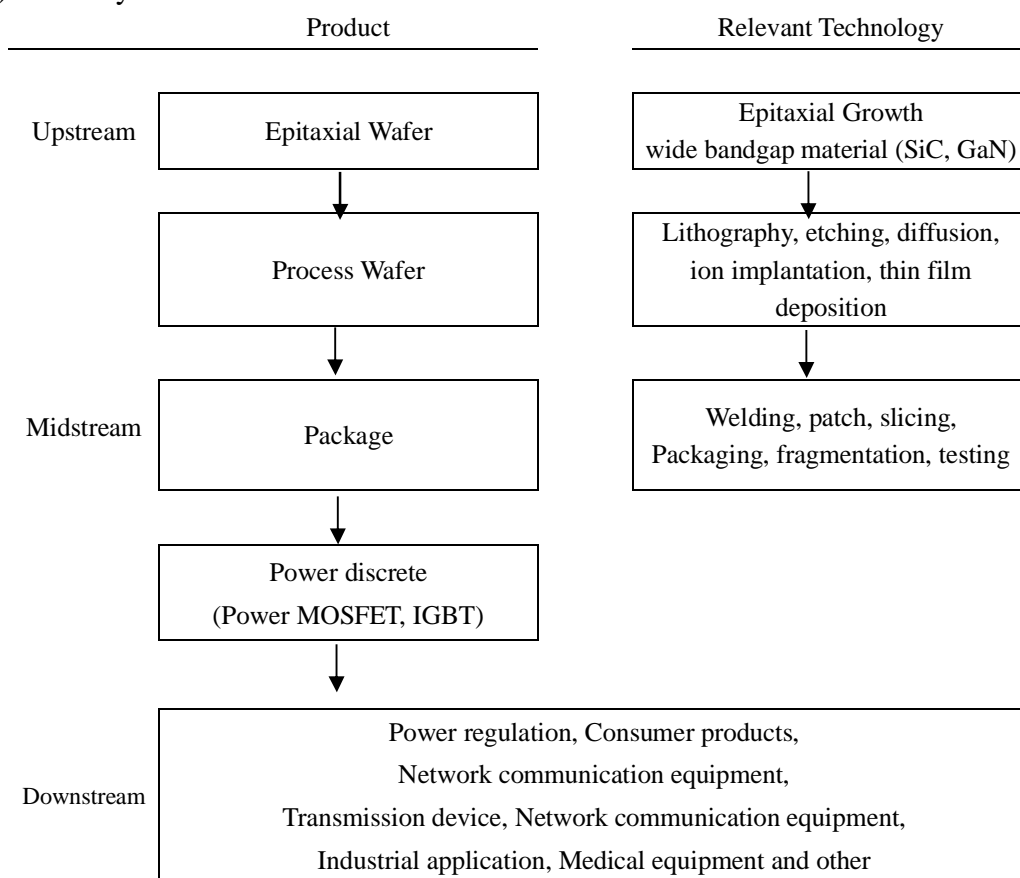 Product
Relevant Technology
Upstream
Epitaxial Wafer
Epitaxial Growth
wide bandgap material (SiC, GaN)
Process Wafer
Lithography, etching, diffusion,
ion implantation, thin film
deposition
Midstream
Package
Welding, patch, slicing,
Packaging, fragmentation, testing
Power discrete
(Power MOSFET, IGBT)
Downstream
Power regulation, Consumer products,
Network communication equipment,
Transmission device, Network communication equipment,
Industrial application, Medical equipment and other